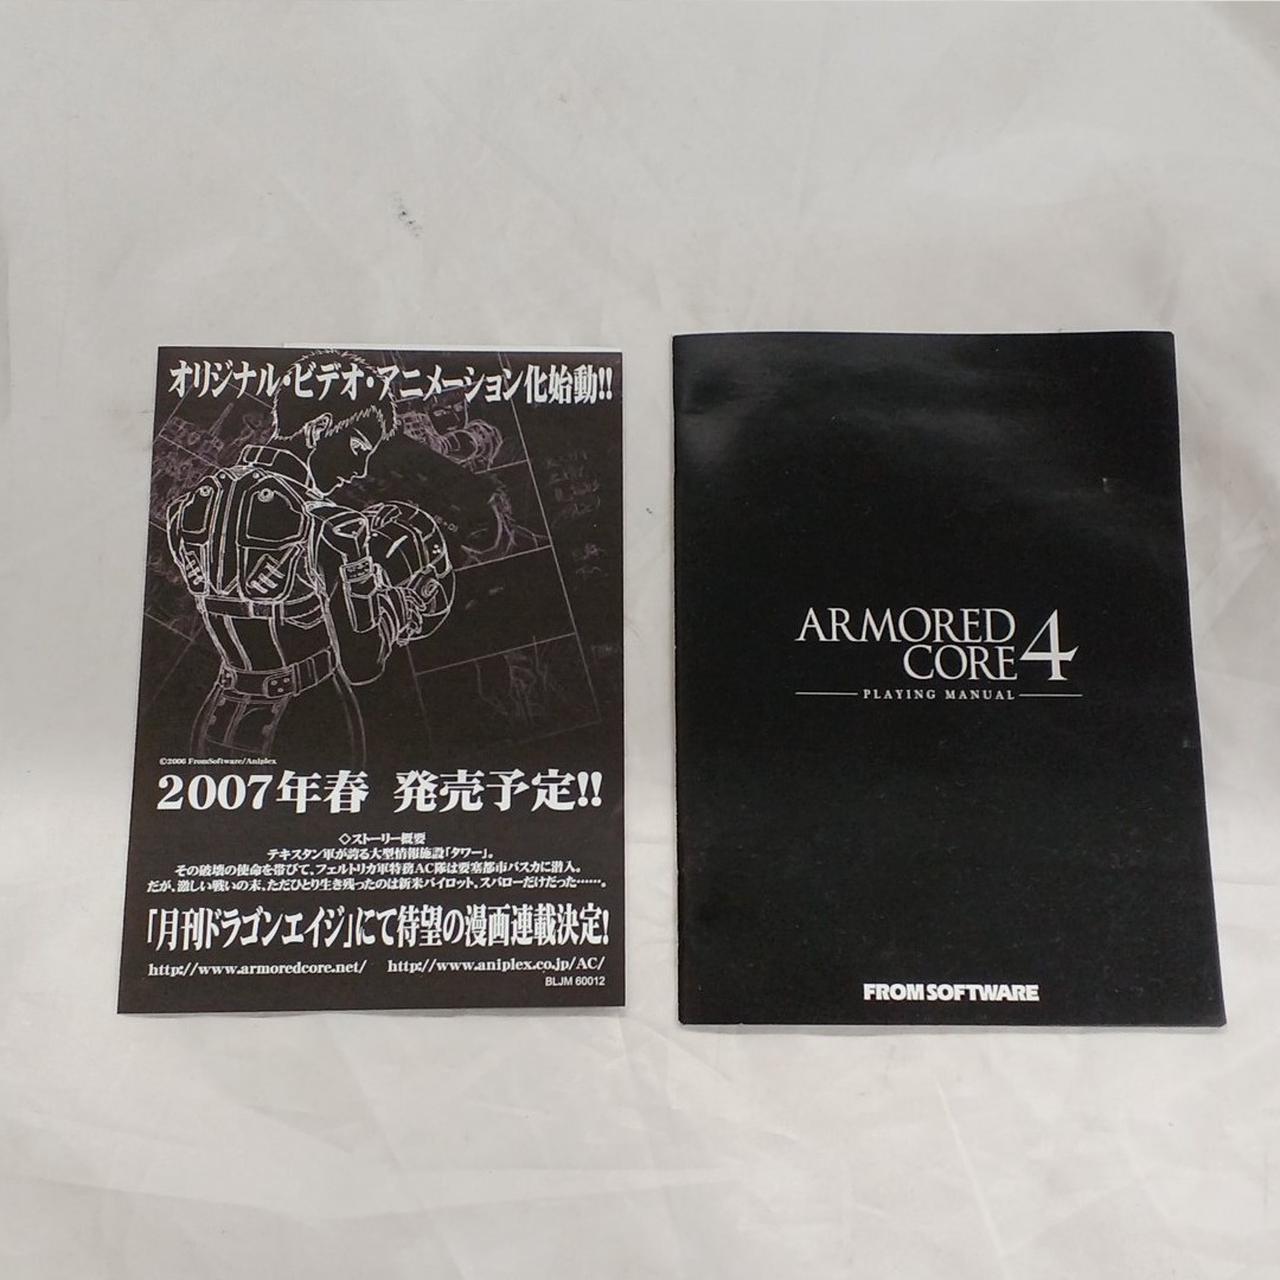 オリジナル・ビデオ・アニメーション化始動!!
©2006 FromSoftware/Aniplex
2007年春 発売予定!!
◇ストーリー概要
テキスタン軍が誇る大型情報施設「タワー」。
その破壊の使命を帯びて、フェルトリカ軍特務AC隊は要塞都市バスカに潜入。
だが、激しい戦いの末、ただひとり生き残ったのは新米パイロット、スパローだけだった……。
「月刊ドラゴンエイジ」にて待望の漫画連載決定!
http://www.armoredcore.net/ http://www.aniplex.co.jp/AC/
BLJM 60012
ARMORED
CORE 4
PLAYING MANUAL
FROMSOFTWARE